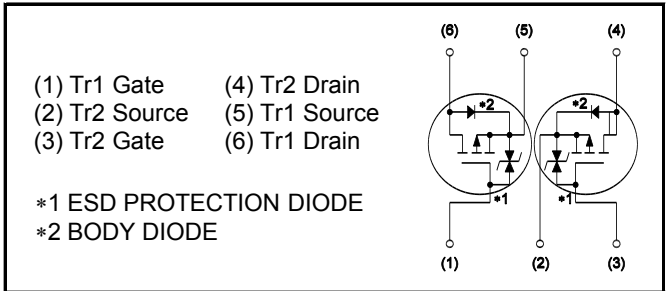 (1) Tr1 Gate
(2) Tr2 Source
(3) Tr2 Gate
(4) Tr2 Drain
(5) Tr1 Source
(6) Tr1 Drain
∗1 ESD PROTECTION DIODE
∗2 BODY DIODE
(6) (5) (4)
∗2 ∗2
∗1 ∗1
(1) (2) (3)